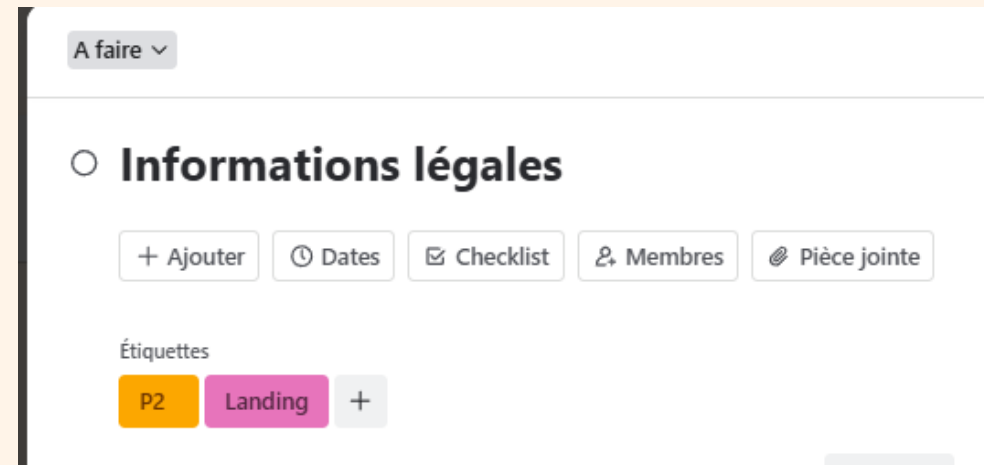 A faire
Informations légales
Ajouter Dates Checklist Membres Pièce jointe
Étiquettes
P2 Landing